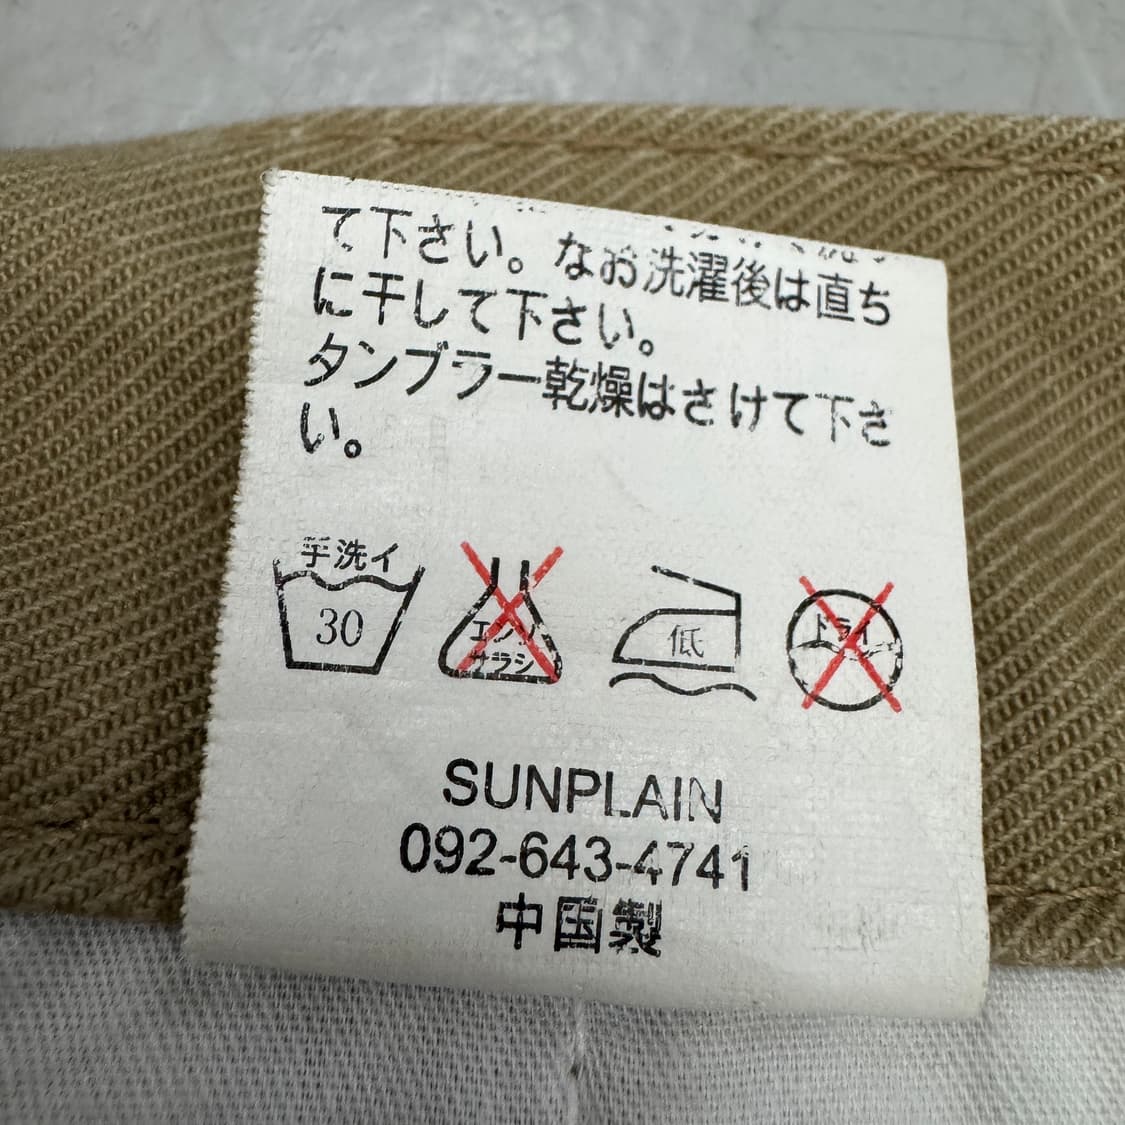 て下さい。なお洗濯後は直ち
に干して下さい。
タンブラー乾燥はさけて下さ
い。
手洗イ
30
エンソ
サラシ
低
ドライ
SUNPLAIN
092-643-4741
中国製